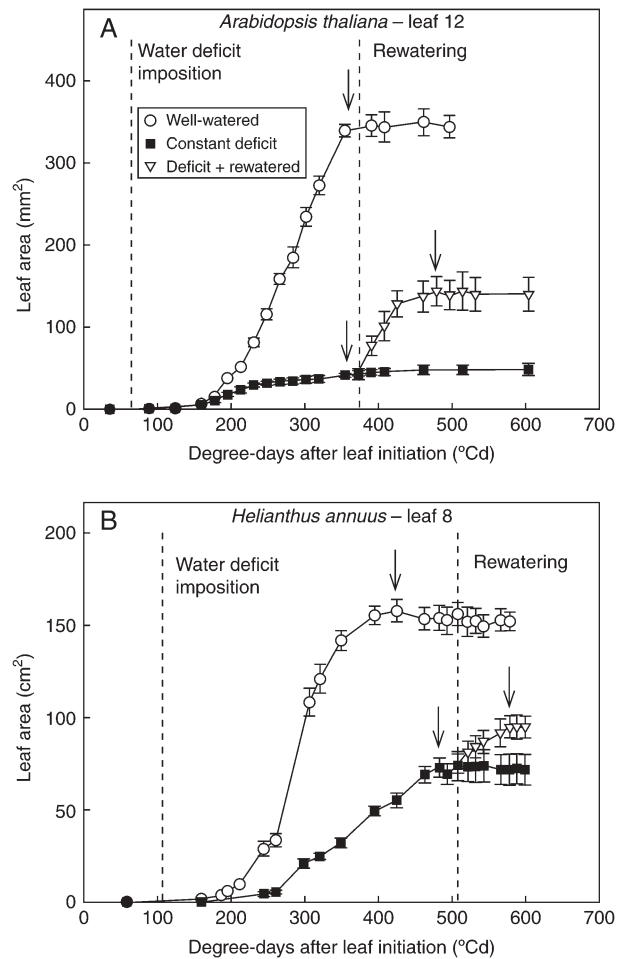 A
Arabidopsis thaliana – leaf 12
Water deficit
imposition
Rewatering
Well-watered
Constant deficit
Deficit + rewatered
400
300
200
100
0
Leaf area (mm²)
0 100 200 300 400 500 600 700
Degree-days after leaf initiation (ºCd)
B
Helianthus annuus – leaf 8
Water deficit
imposition
Rewatering
200
150
100
50
0
Leaf area (cm²)
0 100 200 300 400 500 600 700
Degree-days after leaf initiation (ºCd)